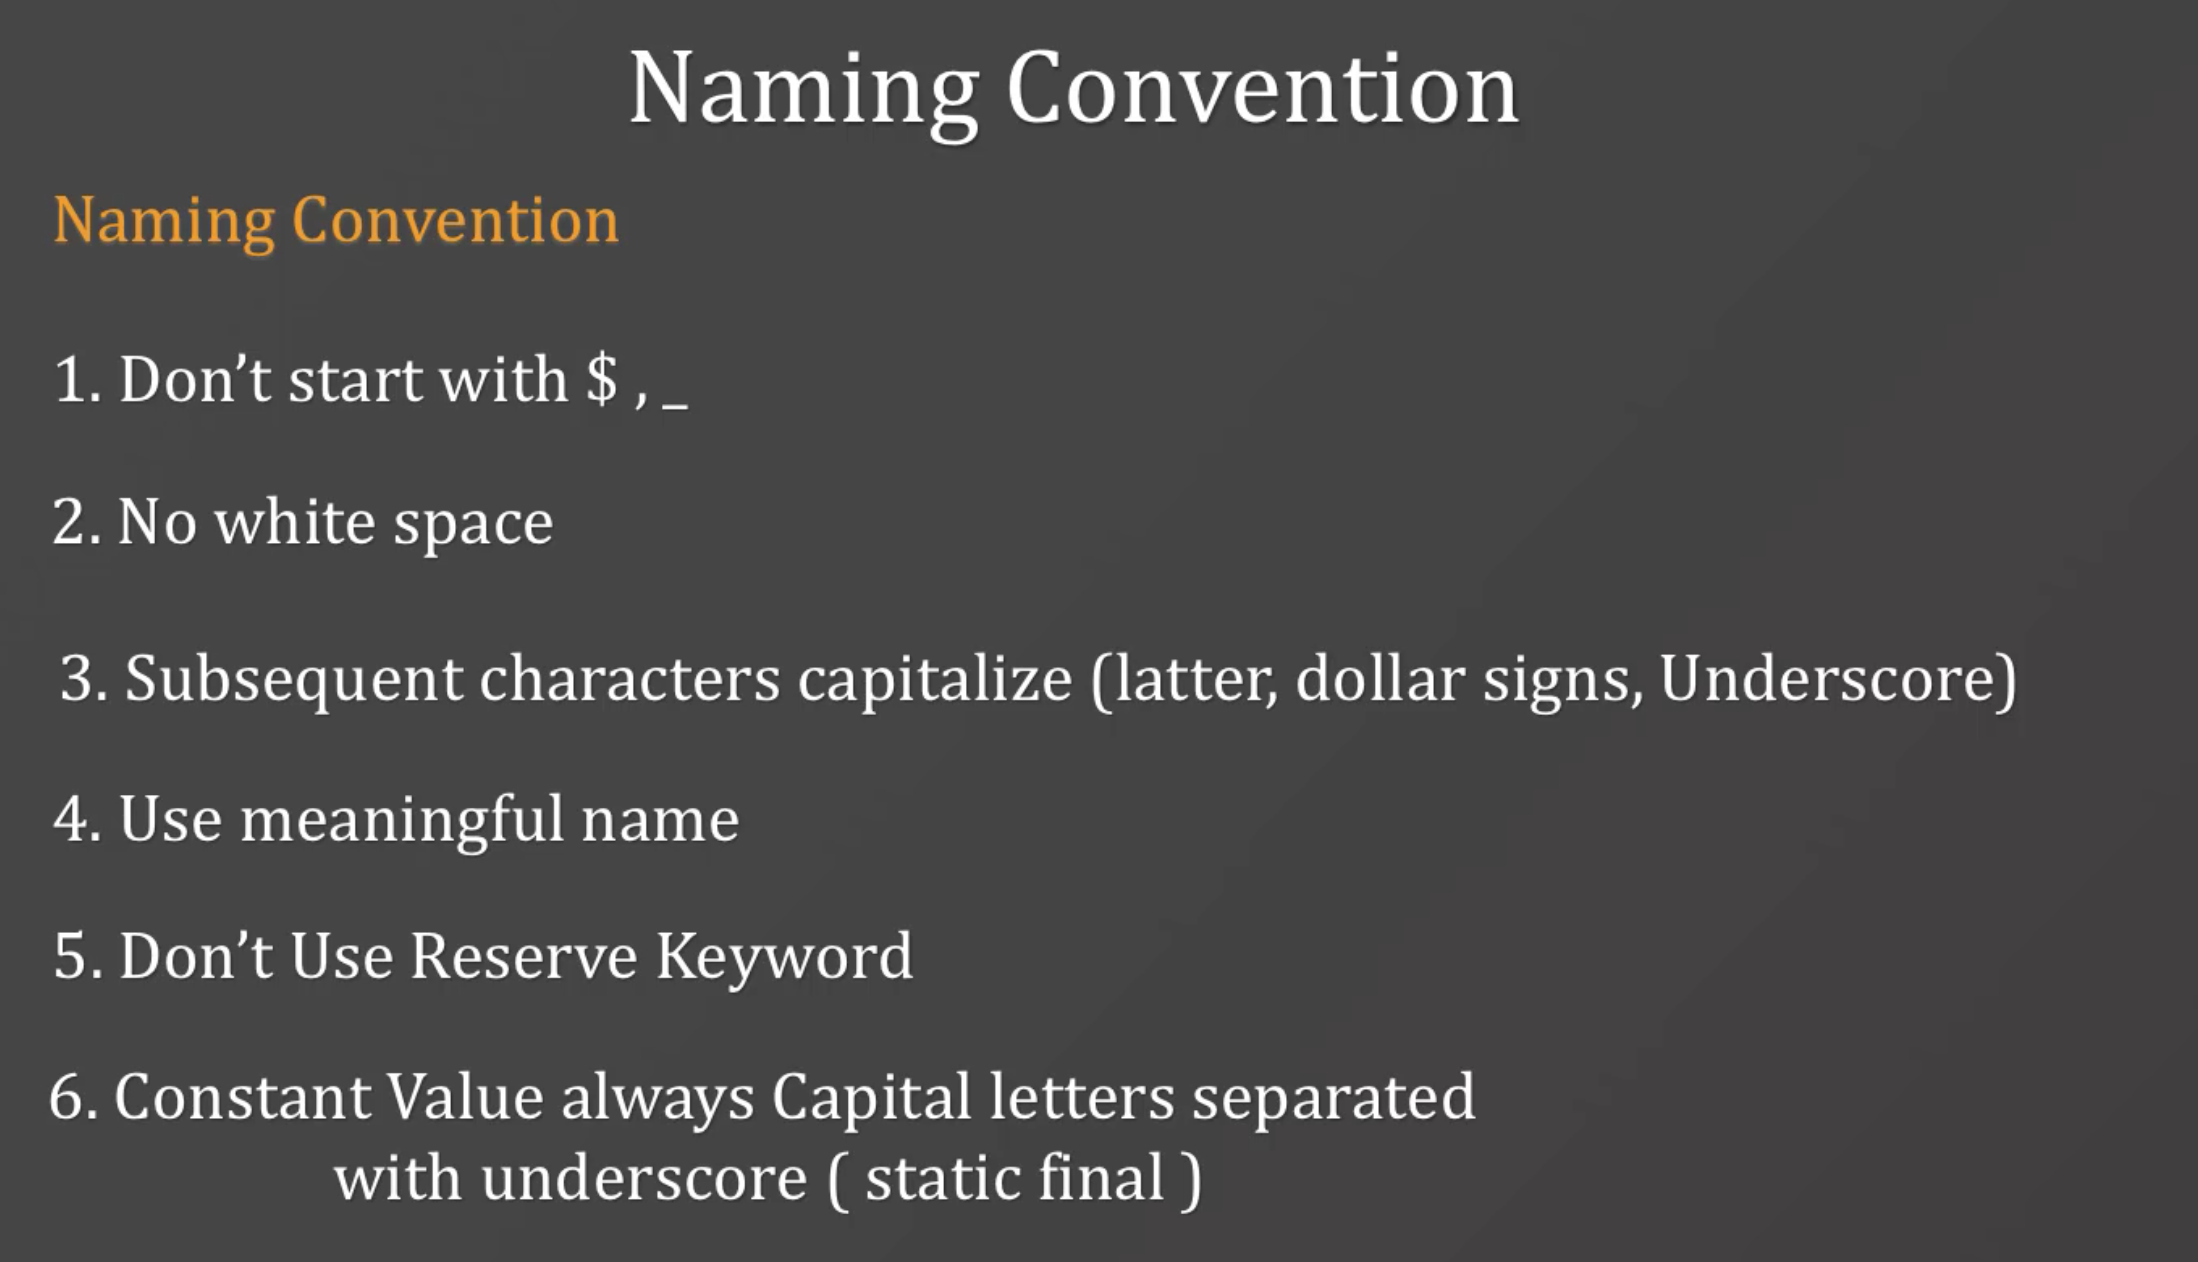 Naming Convention
Naming Convention
1. Don’t start with $ , _
2. No white space
3. Subsequent characters capitalize (latter, dollar signs, Underscore)
4. Use meaningful name
5. Don’t Use Reserve Keyword
6. Constant Value always Capital letters separated
with underscore ( static final )